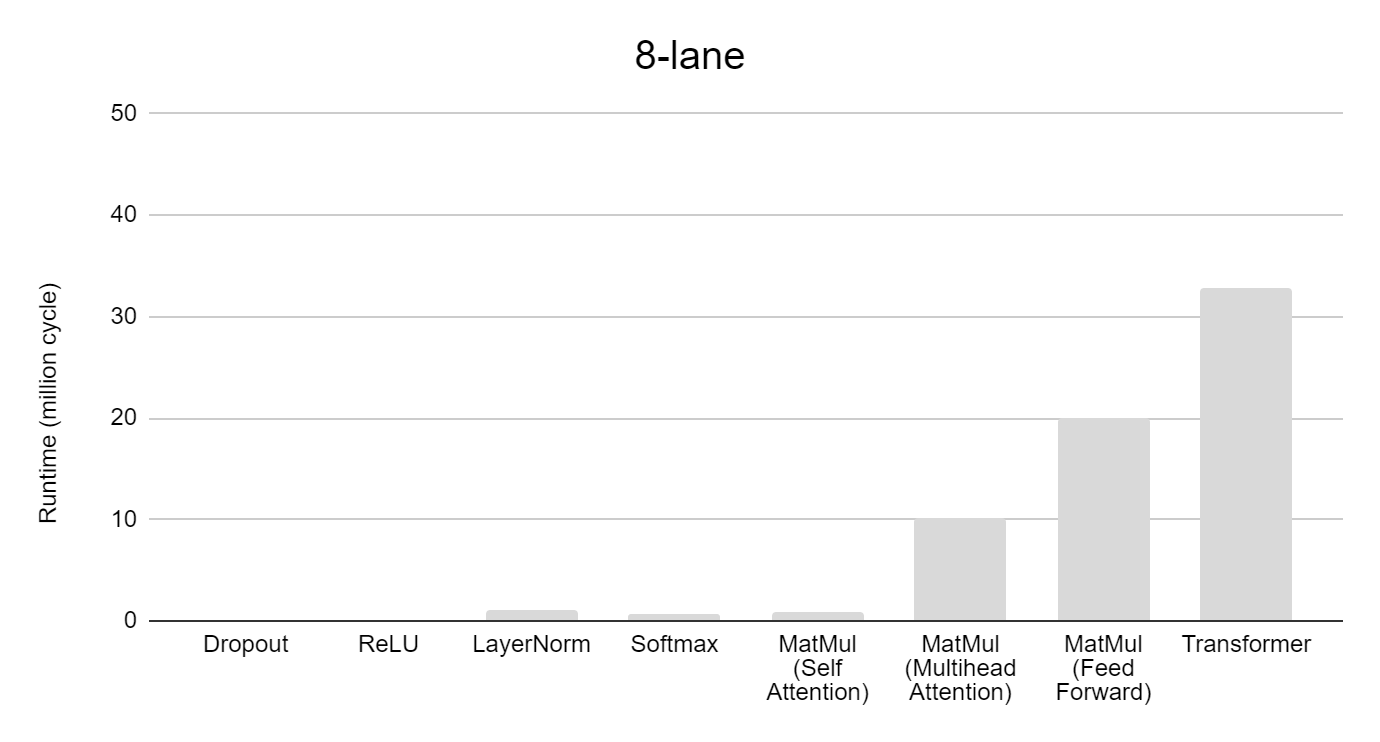 8-lane
50
40
30
20
10
0
Runtime (million cycle)
Dropout
ReLU
LayerNorm
Softmax
MatMul
(Self
Attention)
MatMul
(Multihead
Attention)
MatMul
(Feed
Forward)
Transformer